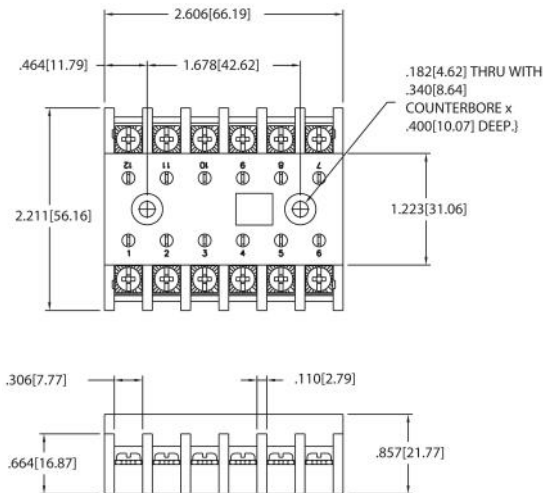 2.606[66.19]
.464[11.79]
1.678[42.62]
.182[4.62] THRU WITH
.340[8.64]
COUNTERBORE x
.400[10.07] DEEP.}
12 11 10 9 8 7
2.211[56.16]
1.223[31.06]
1 2 3 4 5 6
.306[7.77]
.110[2.79]
.664[16.87]
.857[21.77]